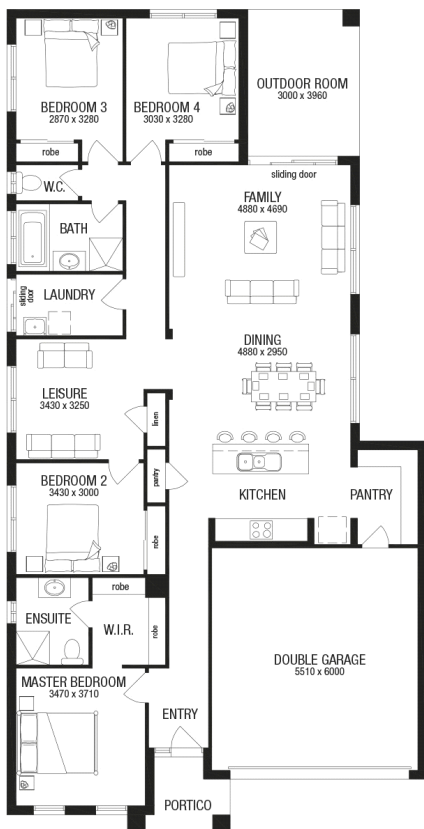 BEDROOM 3
2870 x 3280
BEDROOM 4
3030 x 3280
OUTDOOR ROOM
3000 x 3960
robe
robe
sliding door
W.C.
FAMILY
4880 x 4690
BATH
sliding
door
LAUNDRY
DINING
4880 x 2950
LEISURE
3430 x 3250
linen
BEDROOM 2
3430 x 3000
pantry
KITCHEN
PANTRY
robe
robe
ENSUITE
W.I.R.
robe
MASTER BEDROOM
3470 x 3710
DOUBLE GARAGE
5510 x 6000
ENTRY
PORTICO